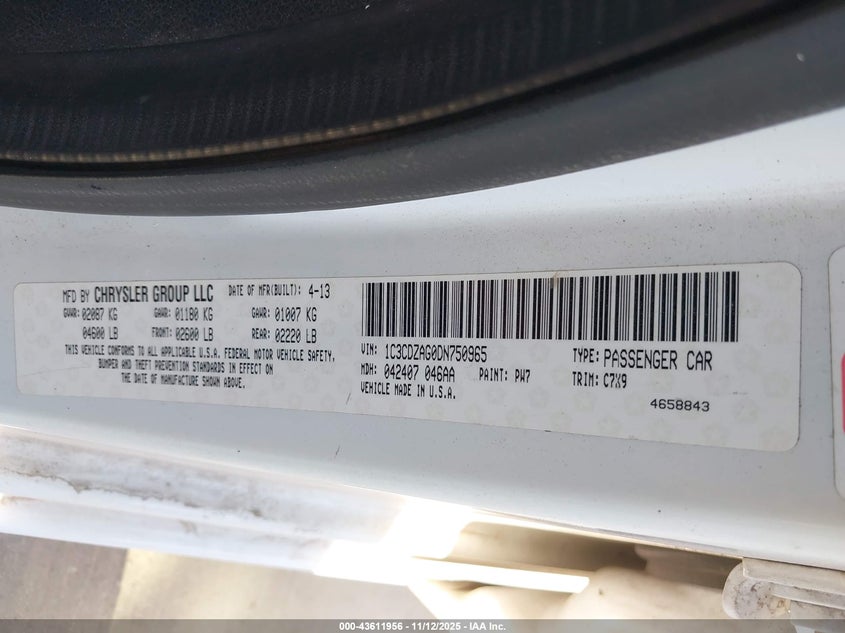 MFD BY CHRYSLER GROUP LLC DATE OF MFR(BUILT): 4-13
GVWR: 02087 KG GAWR: 01180 KG GAWR: 01007 KG
04600 LB FRONT: 02600 LB REAR: 02220 LB
THIS VEHICLE CONFORMS TO ALL APPLICABLE U.S.A. FEDERAL MOTOR VEHICLE SAFETY,
BUMPER AND THEFT PREVENTION STANDARDS IN EFFECT ON
THE DATE OF MANUFACTURE SHOWN ABOVE.
VIN: 1C3CDZAG0DN750965 TYPE: PASSENGER CAR
MDH: 042407 046AA PAINT: PW7 TRIM: C7X9
VEHICLE MADE IN U.S.A.
4658843
000-43611956 - 11/12/2025 - IAA Inc.